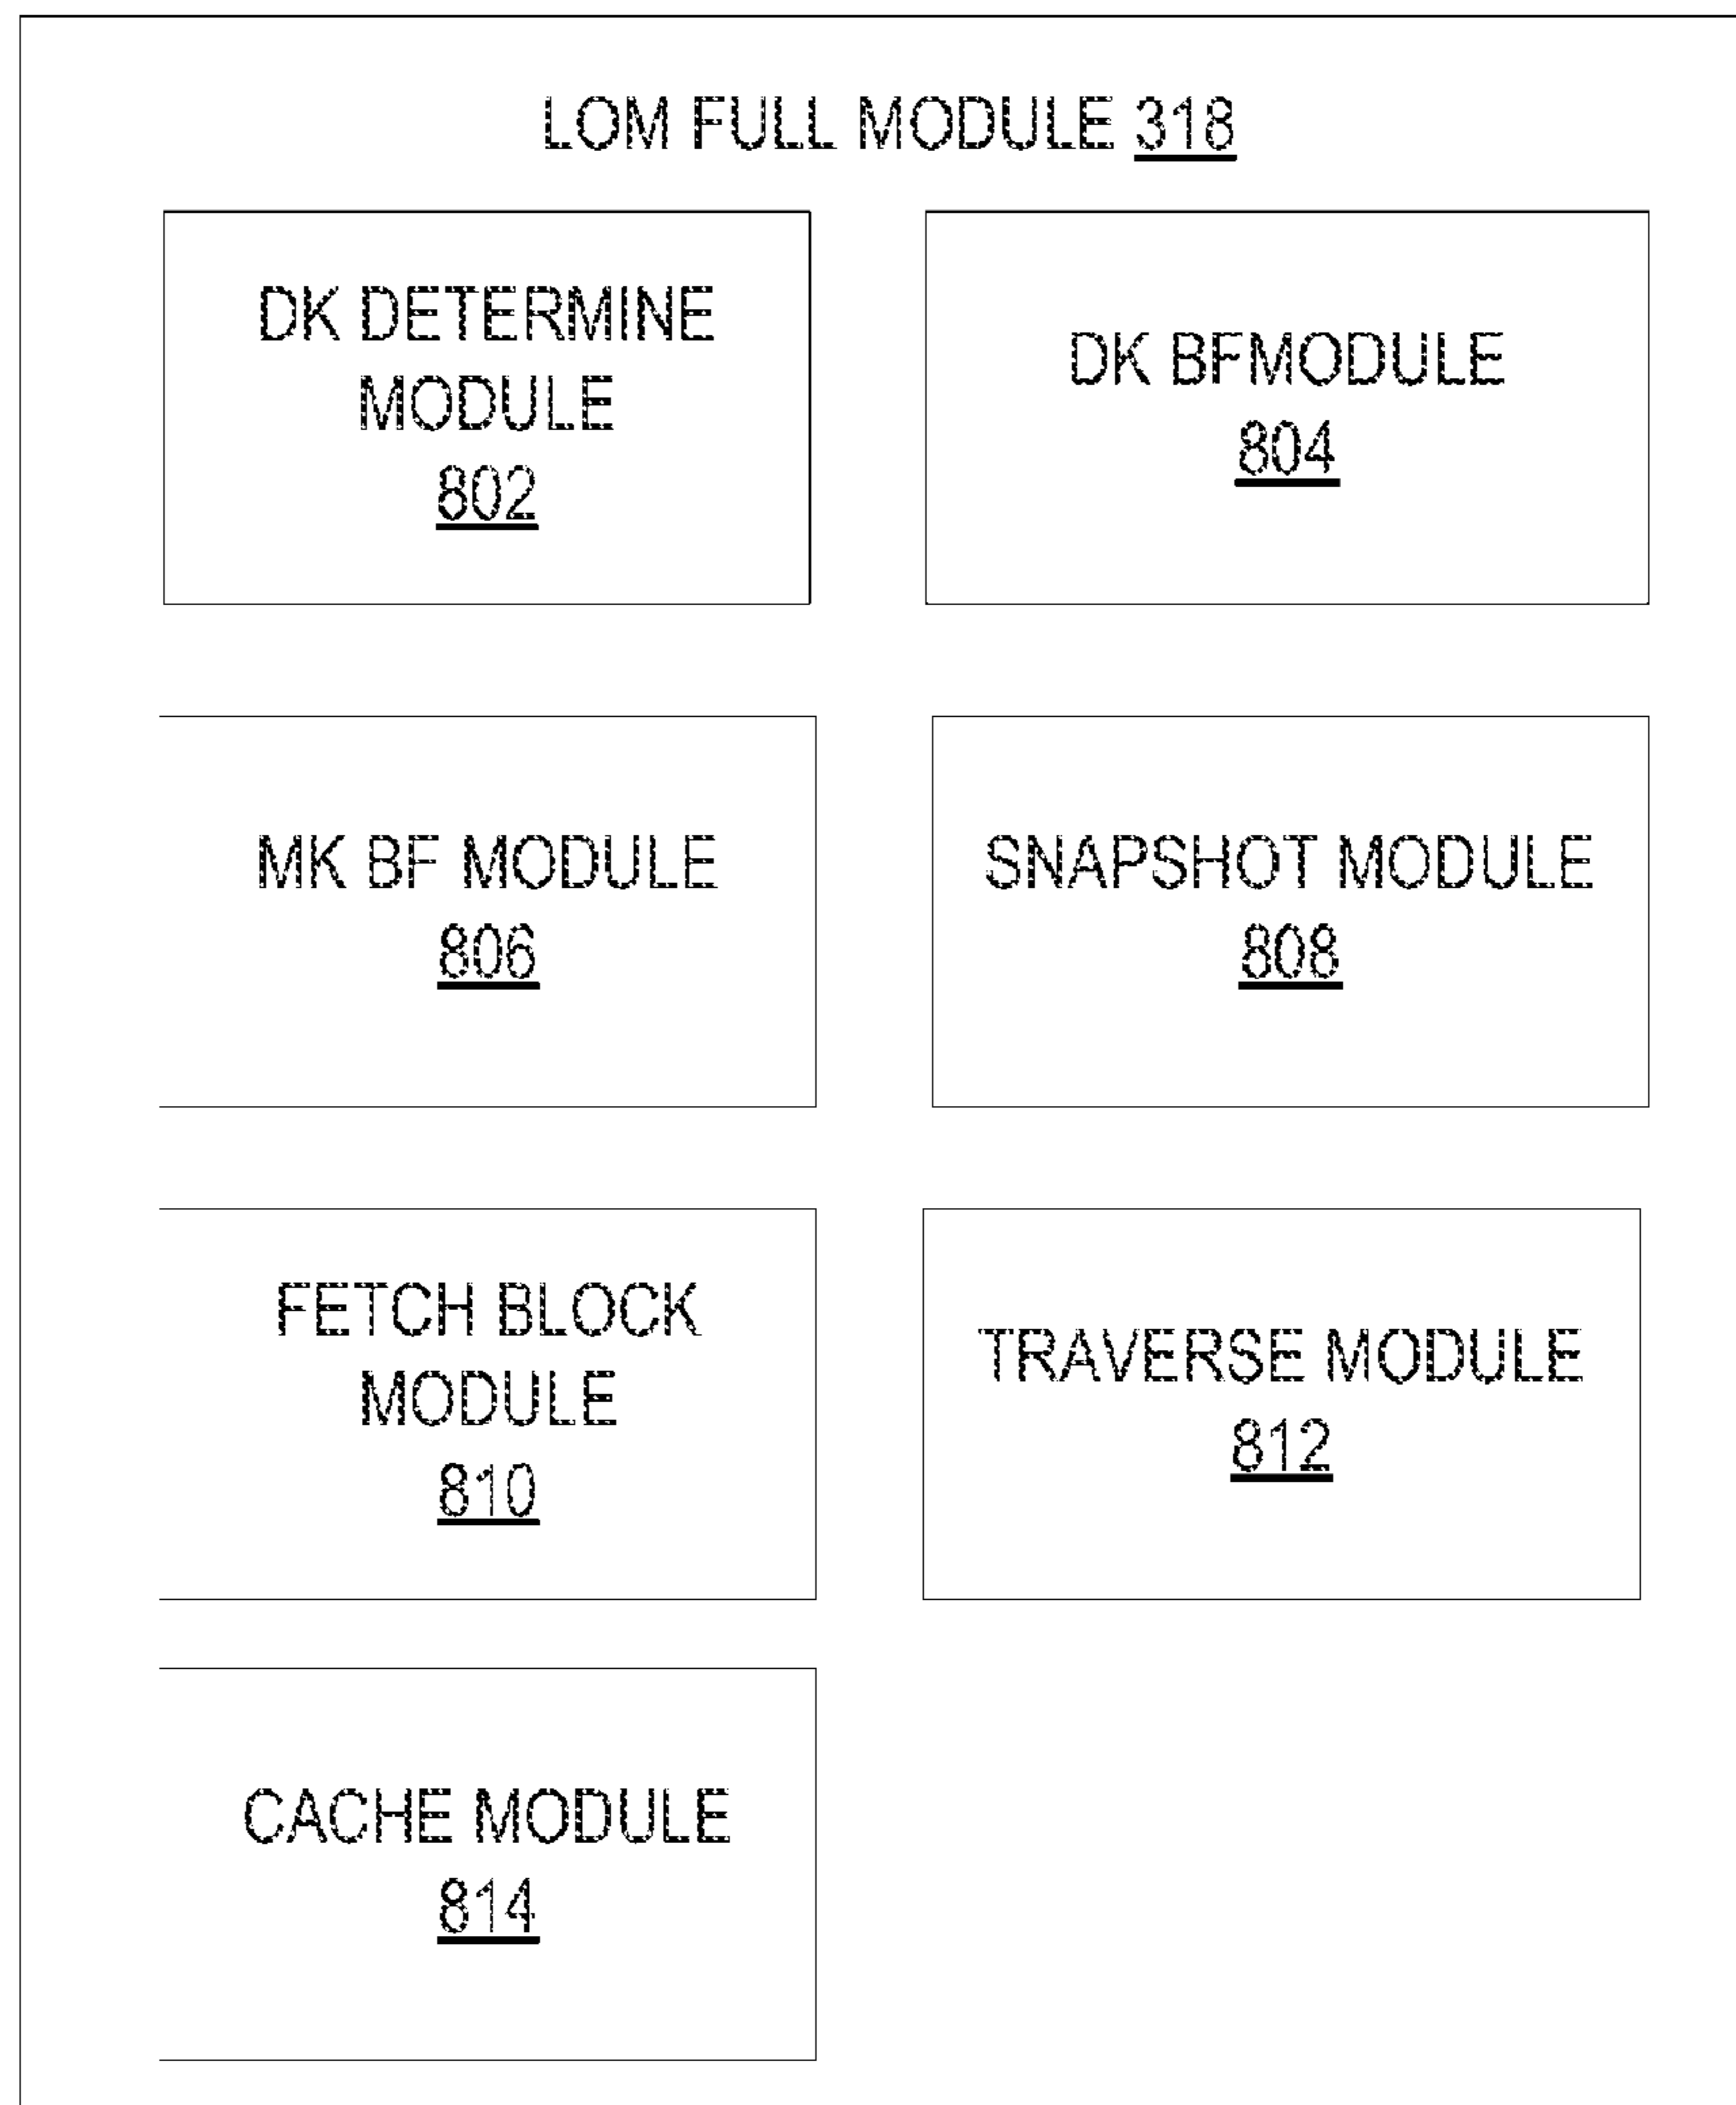 LOM FULL MODULE 318
DK DETERMINE
MODULE
802
DK BFMODULE
804
MK BF MODULE
806
SNAPSHOT MODULE
808
FETCH BLOCK
MODULE
810
TRAVERSE MODULE
812
CACHE MODULE
814